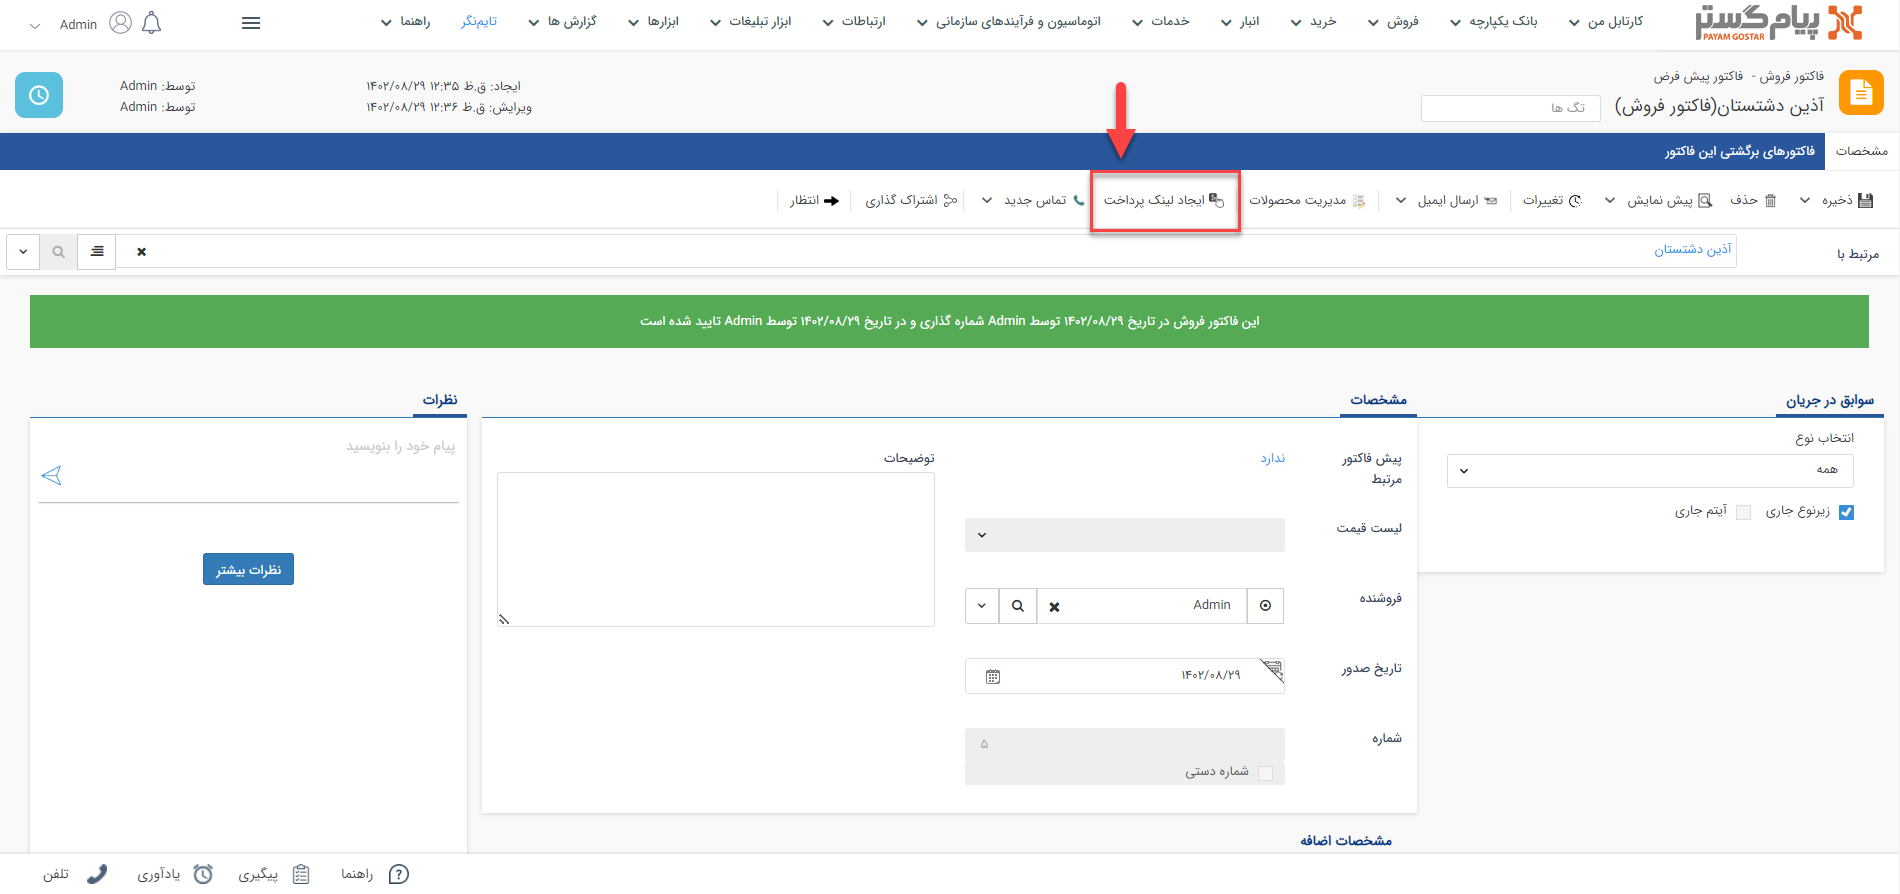 پیام‌گستر
PAYAM GOSTAR
کارتابل من
بانک یکپارچه
فروش
خرید
انبار
خدمات
اتوماسیون و فرآیندهای سازمانی
ارتباطات
ابزار تبلیغات
ابزارها
گزارش ها
تایم‌نگر
راهنما
Admin
فاکتور فروش - فاکتور پیش فرض
آذین دشتستان(فاکتور فروش)
تگ ها
ایجاد: ق.ظ ۱۲:۳۵ ۱۴۰۲/۰۸/۲۹
توسط: Admin
ویرایش: ق.ظ ۱۲:۳۶ ۱۴۰۲/۰۸/۲۹
توسط: Admin
مشخصات
فاکتورهای برگشتی این فاکتور
ذخیره
حذف
پیش نمایش
تغییرات
ارسال ایمیل
مدیریت محصولات
ایجاد لینک پرداخت
تماس جدید
اشتراک گذاری
انتظار
مرتبط با
آذین دشتستان
این فاکتور فروش در تاریخ ۱۴۰۲/۰۸/۲۹ توسط Admin شماره گذاری و در تاریخ ۱۴۰۲/۰۸/۲۹ توسط Admin تایید شده است
سوابق در جریان
انتخاب نوع
همه
زیرنوع جاری
آیتم جاری
مشخصات
پیش فاکتور
مرتبط
ندارد
لیست قیمت
فروشنده
Admin
تاریخ صدور
۱۴۰۲/۰۸/۲۹
شماره
۵
شماره دستی
توضیحات
مشخصات اضافه
نظرات
پیام خود را بنویسید
نظرات بیشتر
راهنما
پیگیری
یادآوری
تلفن